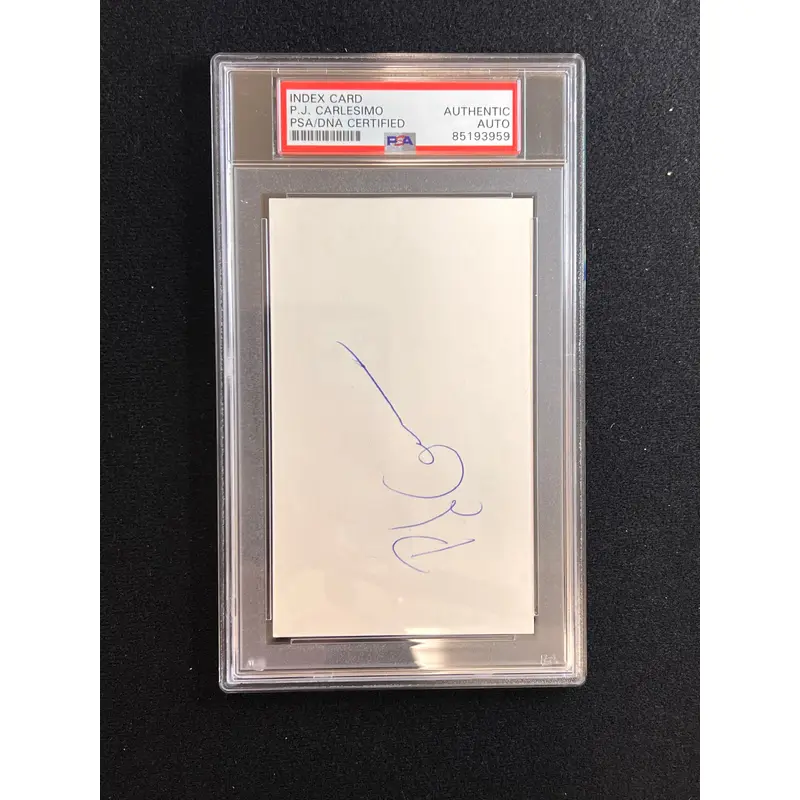 INDEX CARD
P.J. CARLESIMO AUTHENTIC
PSA/DNA CERTIFIED AUTO
PSA 85193959